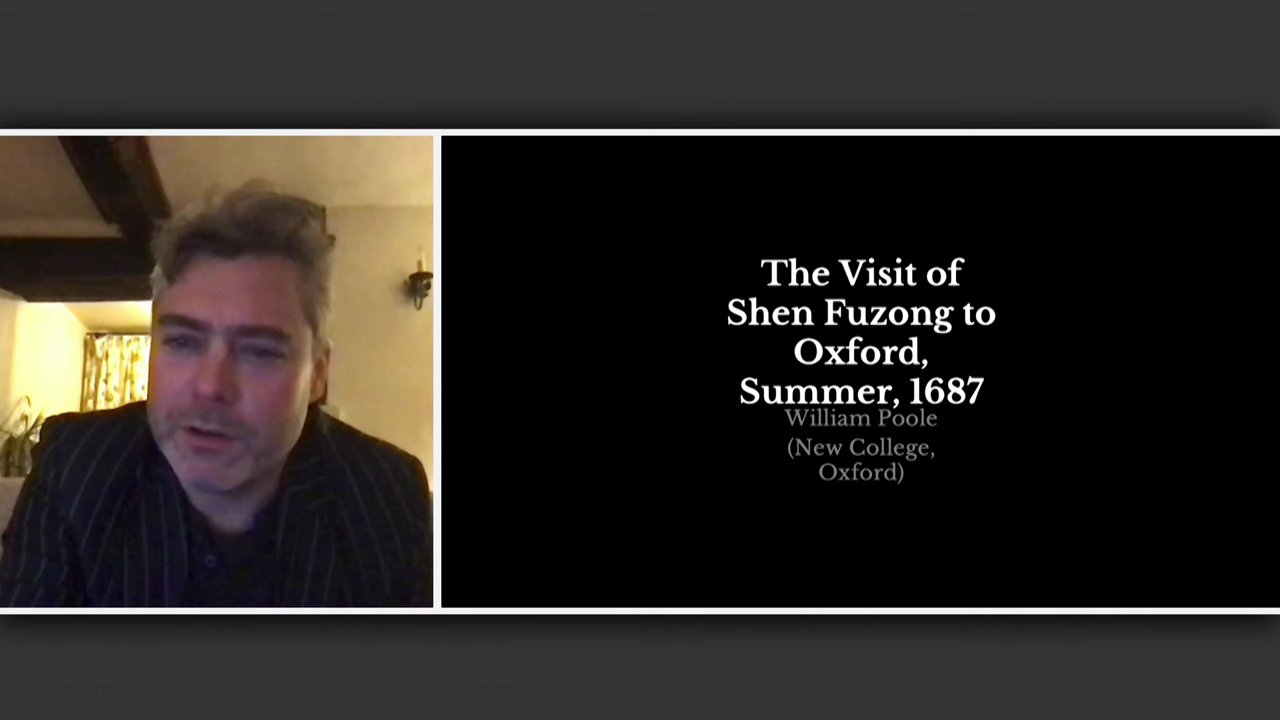 The Visit of
Shen Fuzong to
Oxford,
Summer, 1687
William Poole
(New College,
Oxford)